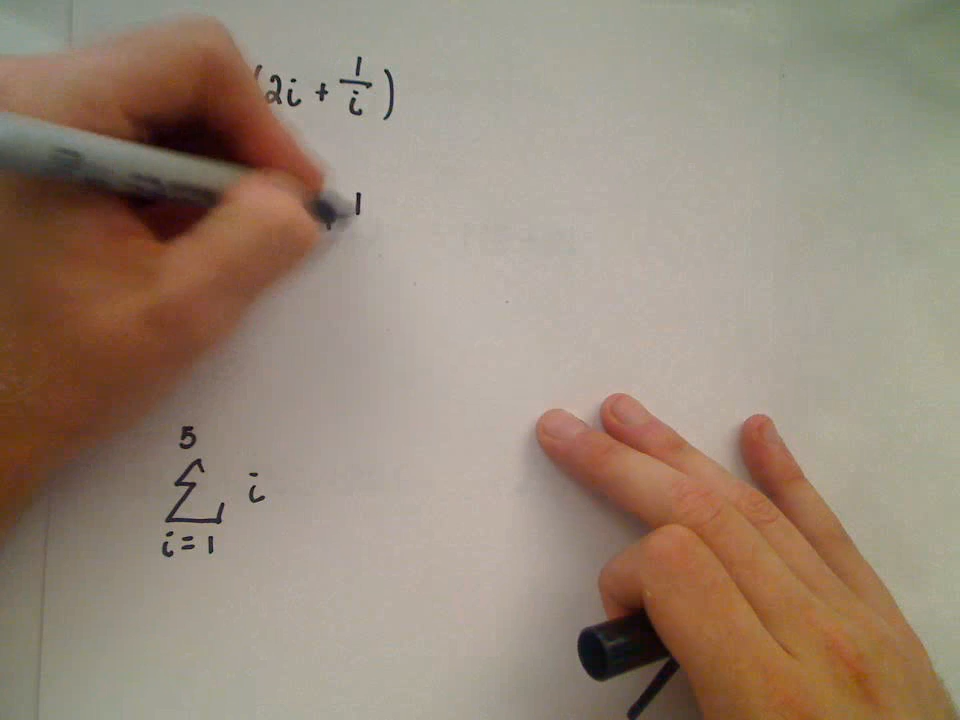 (2i + 1/i)
1
5
∑ i
i = 1